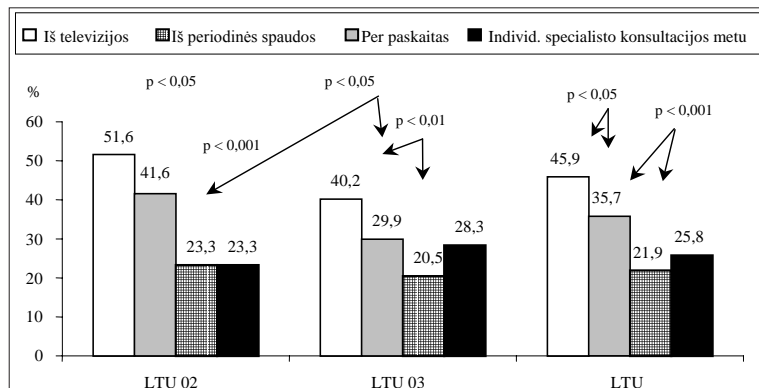 Iš televizijos Iš periodinės spaudos Per paskaitas Individ. specialisto konsultacijos metu
p < 0,05 p < 0,05 p < 0,05
%
p < 0,01 p < 0,001
p < 0,001
60
50
40
30
20
10
0
51,6 41,6 23,3 23,3
40,2 29,9 20,5 28,3
45,9 35,7 21,9 25,8
LTU 02 LTU 03 LTU